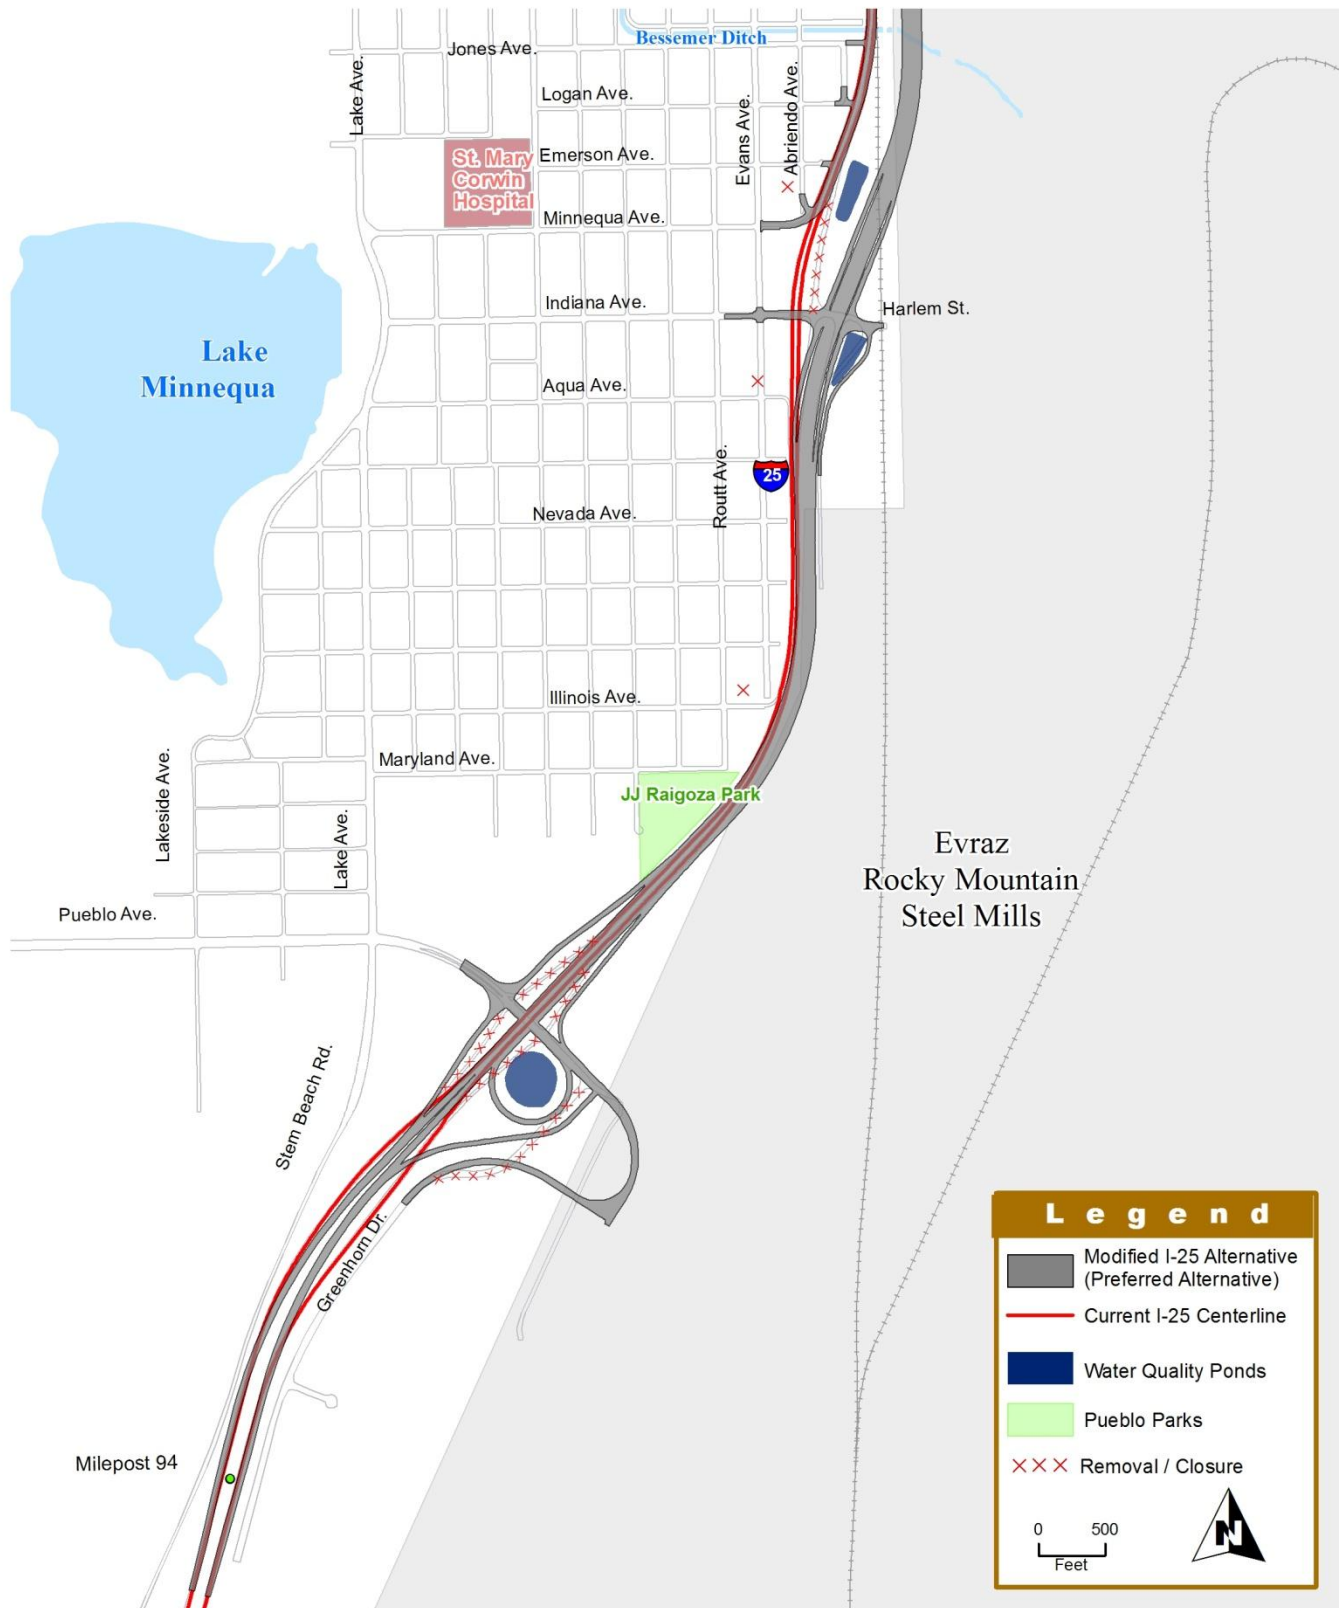 Bessemer Ditch
Jones Ave.
Lake Ave.
Logan Ave.
Evans Ave.
Abriendo Ave.
St. Mary
Corwin
Hospital
Emerson Ave.
Minnequa Ave.
Indiana Ave.
Harlem St.
Lake
Minnequa
Aqua Ave.
Routt Ave.
25
Nevada Ave.
Illinois Ave.
Maryland Ave.
Lakeside Ave.
JJ Raigoza Park
Lake Ave.
Evraz
Rocky Mountain
Steel Mills
Pueblo Ave.
Stem Beach Rd.
Greenhorn Dr.
Milepost 94
Legend
Modified I-25 Alternative
(Preferred Alternative)
Current I-25 Centerline
Water Quality Ponds
Pueblo Parks
Removal / Closure
0 500
Feet
N